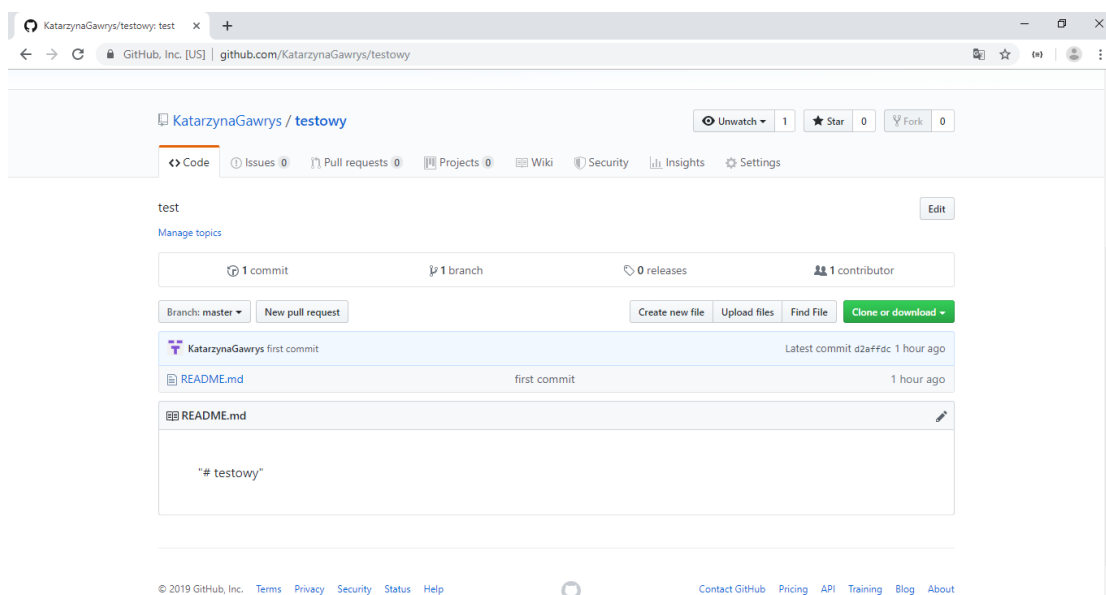 KatarzynaGawrys/testowy: test
GitHub, Inc. [US] | github.com/KatarzynaGawrys/testowy
KatarzynaGawrys / testowy
Unwatch 1 Star 0 Fork 0
Code Issues 0 Pull requests 0 Projects 0 Wiki Security Insights Settings
test Edit
Manage topics
1 commit 1 branch 0 releases 1 contributor
Branch: master New pull request Create new file Upload files Find File Clone or download
KatarzynaGawrys first commit Latest commit d2affdc 1 hour ago
README.md first commit 1 hour ago
README.md
"# testowy"
© 2019 GitHub, Inc. Terms Privacy Security Status Help Contact GitHub Pricing API Training Blog About